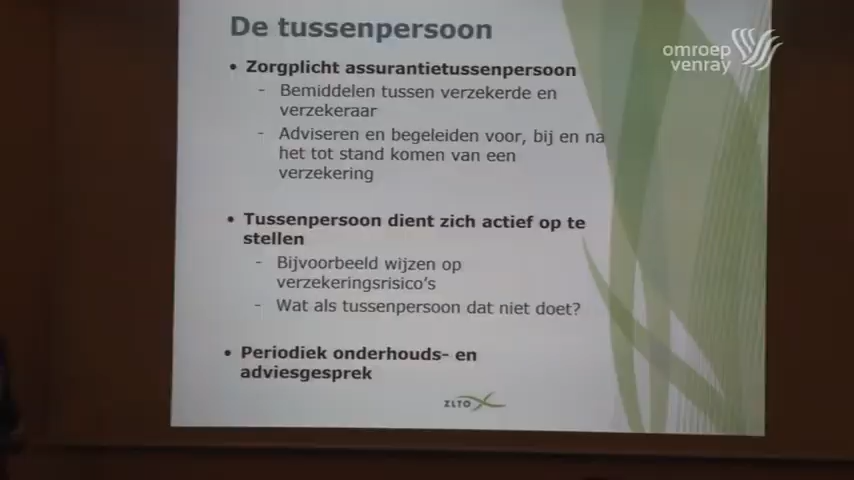 De tussenpersoon
omroep
venray
• Zorgplicht assurantietussenpersoon
- Bemiddelen tussen verzekerde en
verzekeraar
- Adviseren en begeleiden voor, bij en na
het tot stand komen van een
verzekering
• Tussenpersoon dient zich actief op te
stellen
- Bijvoorbeeld wijzen op
verzekeringsrisico's
- Wat als tussenpersoon dat niet doet?
• Periodiek onderhouds- en
adviesgesprek
ZLTO